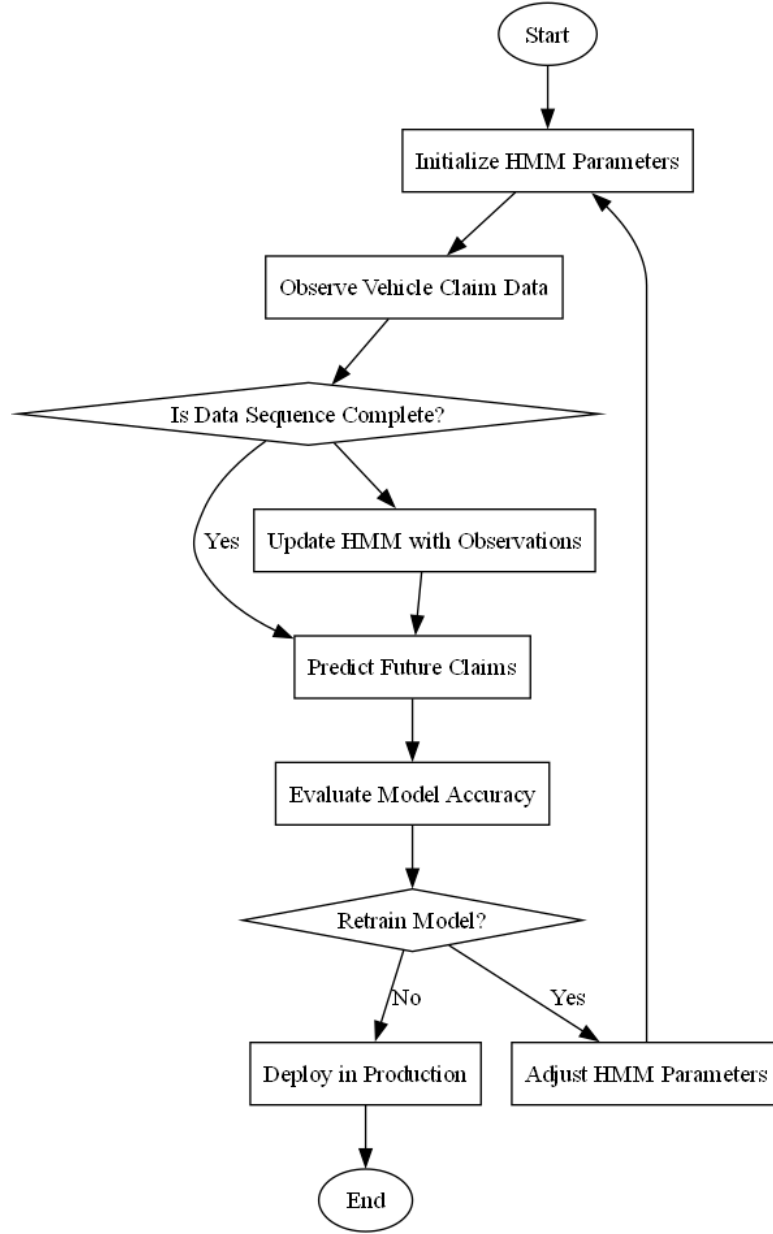 Start
Initialize HMM Parameters
Observe Vehicle Claim Data
Is Data Sequence Complete?
Update HMM with Observations
Yes
Predict Future Claims
Evaluate Model Accuracy
Retrain Model?
No
Yes
Deploy in Production
Adjust HMM Parameters
End